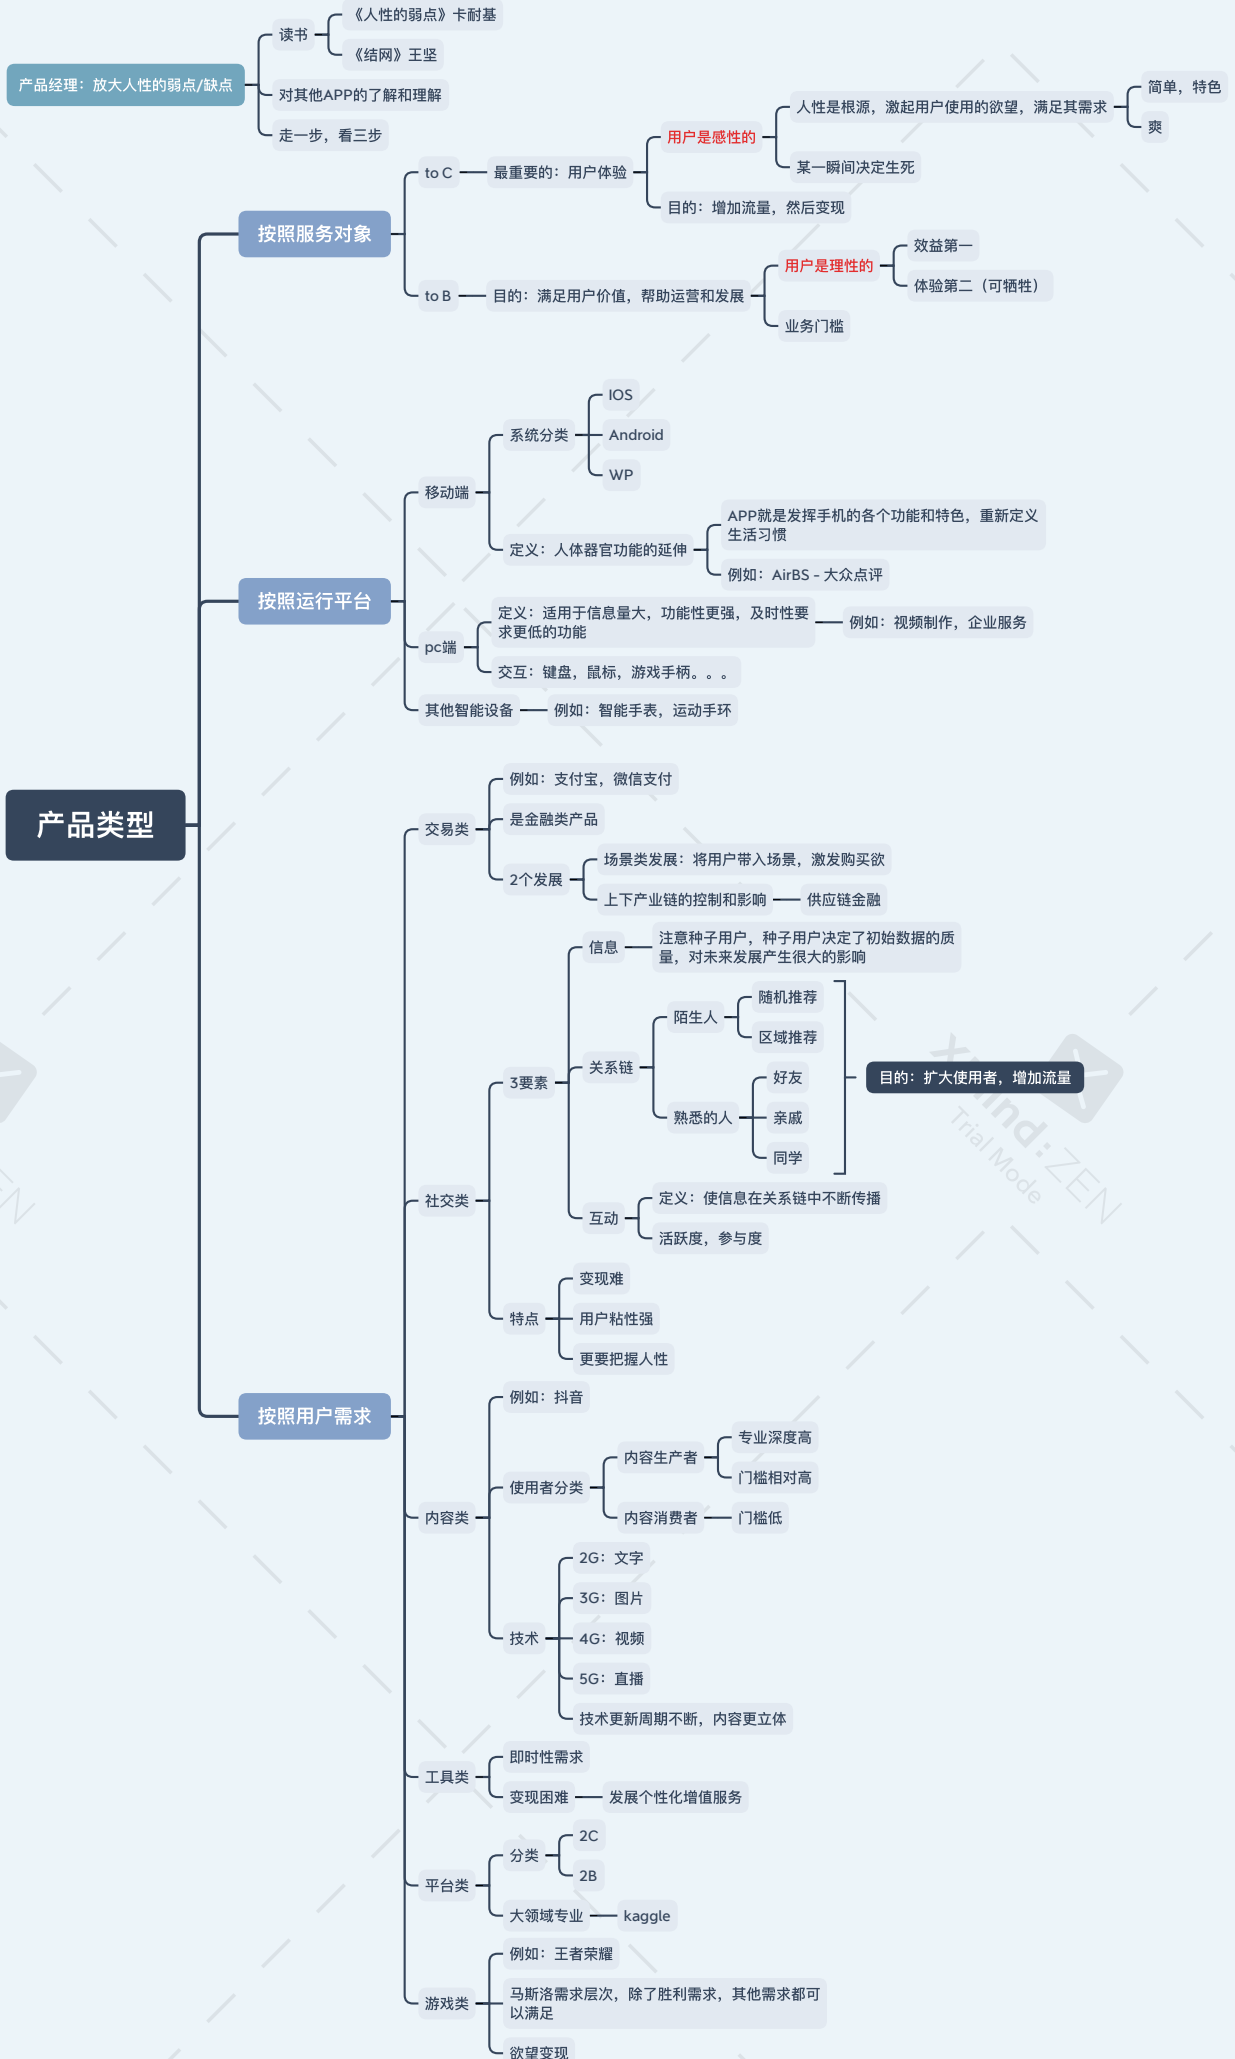 《人性的弱点》卡耐基
读书
《结网》王坚
产品经理：放大人性的弱点/缺点
对其他APP的了解和理解
走一步，看三步
简单，特色
人性是根源，激起用户使用的欲望，满足其需求
爽
用户是感性的
某一瞬间决定生死
to C
最重要的：用户体验
目的：增加流量，然后变现
按照服务对象
效益第一
用户是理性的
体验第二（可牺牲）
to B
目的：满足用户价值，帮助运营和发展
业务门槛
IOS
系统分类
Android
WP
移动端
APP就是发挥手机的各个功能和特色，重新定义
生活习惯
定义：人体器官功能的延伸
例如：AirBS - 大众点评
按照运行平台
定义：适用于信息量大，功能性更强，及时性要
求更低的功能
例如：视频制作，企业服务
pc端
交互：键盘，鼠标，游戏手柄。。。
其他智能设备
例如：智能手表，运动手环
产品类型
例如：支付宝，微信支付
交易类
是金融类产品
场景类发展：将用户带入场景，激发购买欲
2个发展
上下产业链的控制和影响
供应链金融
信息
注意种子用户，种子用户决定了初始数据的质
量，对未来发展产生很大的影响
随机推荐
陌生人
区域推荐
3要素
关系链
好友
目的：扩大使用者，增加流量
熟悉的人
亲戚
同学
社交类
定义：使信息在关系链中不断传播
互动
活跃度，参与度
变现难
特点
用户粘性强
更要把握人性
按照用户需求
例如：抖音
专业深度高
内容生产者
门槛相对高
使用者分类
内容消费者
门槛低
内容类
2G：文字
3G：图片
技术
4G：视频
5G：直播
技术更新周期不断，内容更立体
即时性需求
工具类
变现困难
发展个性化增值服务
2C
分类
2B
平台类
大领域专业
kaggle
例如：王者荣耀
游戏类
马斯洛需求层次，除了胜利需求，其他需求都可
以满足
欲望变现
XMind:ZEN
Trial Mode
ZEN